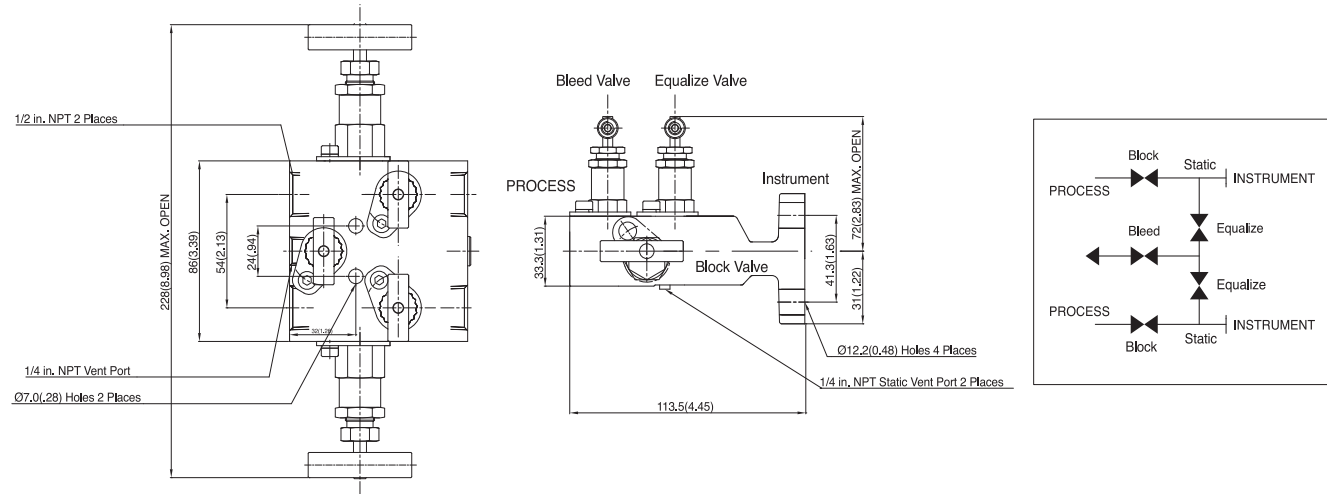 1/2 in. NPT 2 Places
228(8.98) MAX. OPEN
86(3.39)
54(2.13)
24(.94)
32(1.26)
1/4 in. NPT Vent Port
Ø7.0(.28) Holes 2 Places
Bleed Valve
Equalize Valve
PROCESS
Instrument
72(2.83) MAX. OPEN
33.3(1.31)
Block Valve
41.3(1.63)
31(1.22)
Ø12.2(0.48) Holes 4 Places
1/4 in. NPT Static Vent Port 2 Places
113.5(4.45)
Block
Static
PROCESS
INSTRUMENT
Equalize
Bleed
Equalize
PROCESS
INSTRUMENT
Block
Static